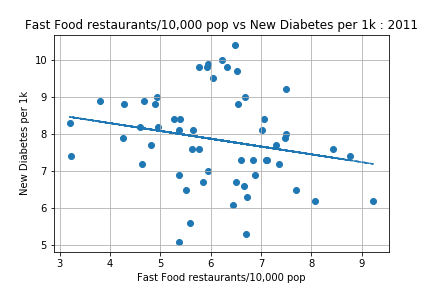 Fast Food restaurants/10,000 pop vs New Diabetes per 1k : 2011
10
9
8
7
6
5
New Diabetes per 1k
3 4 5 6 7 8 9
Fast Food restaurants/10,000 pop